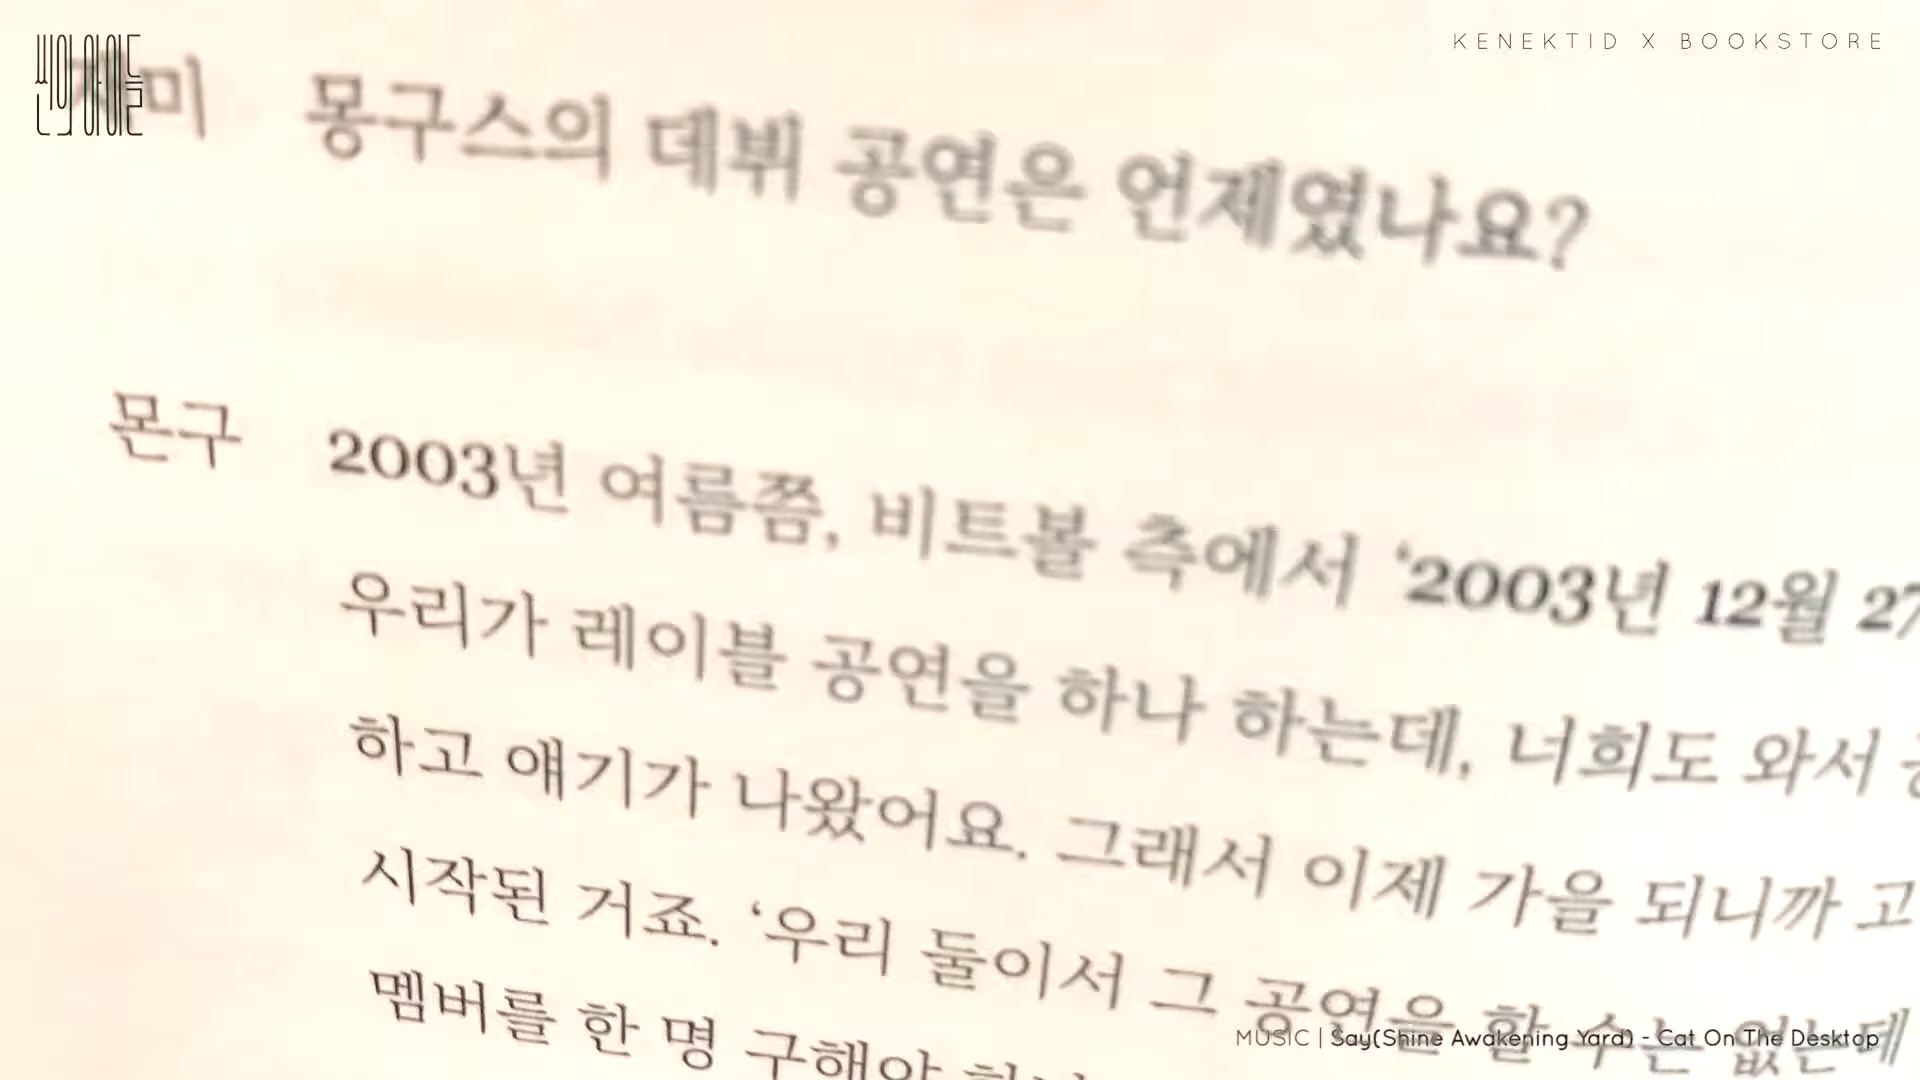 KENEKTID X BOOKSTORE
몽구스의 데뷔 공연은 언제였나요?
몬구 2003년 여름쯤, 비트볼 측에서 ‘2003년 12월 27
우리가 레이블 공연을 하나 하는데, 너희도 와서
하고 얘기가 나왔어요. 그래서 이제 가을 되니까
시작된 거죠. ‘우리 둘이서 그 공연을 할 수는 없는데
멤버를 한 명 구해야
MUSIC | Say(Shine Awakening Yard) - Cat On The Desktop